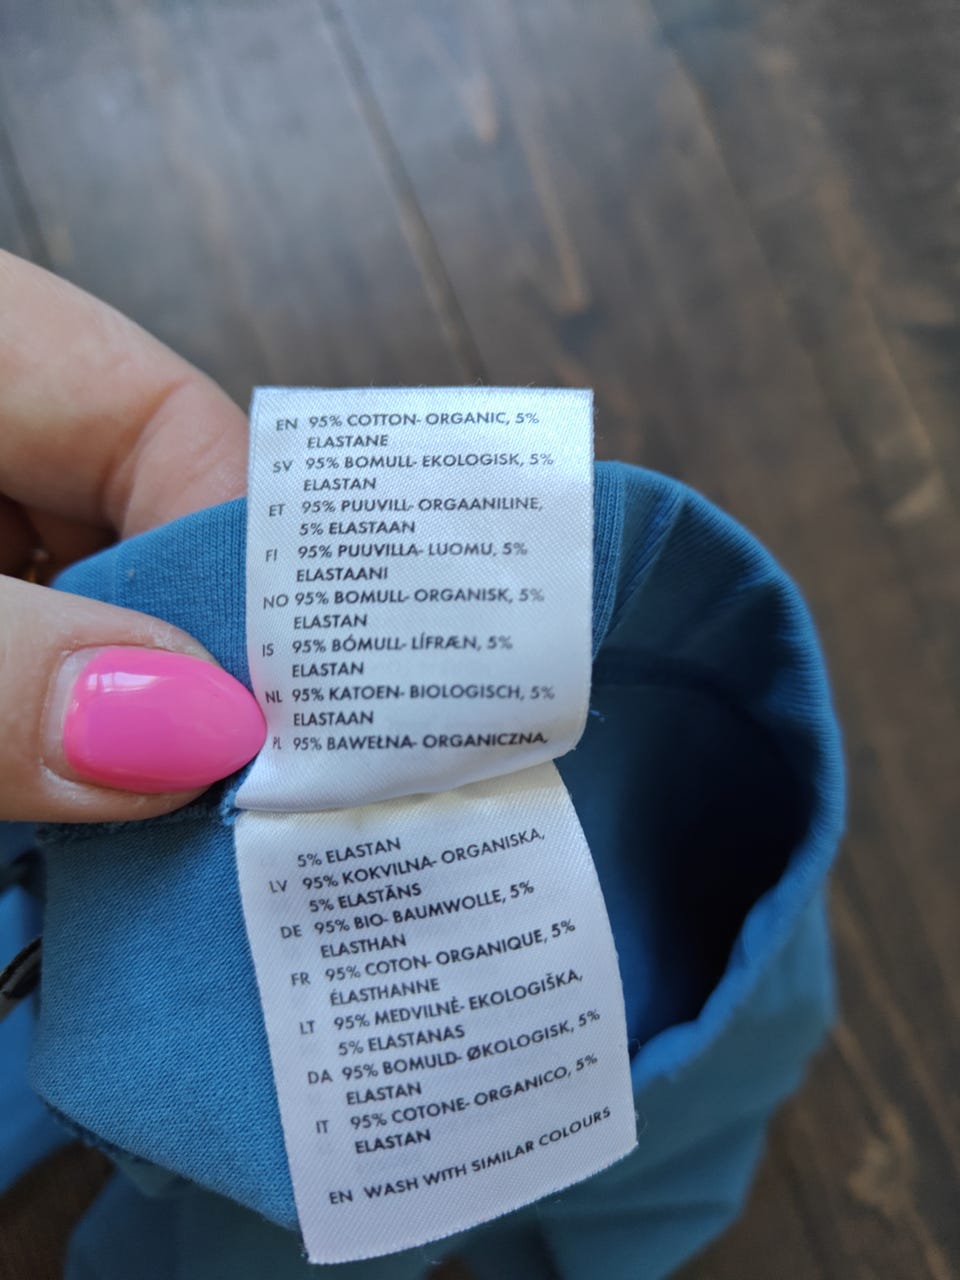 EN 95% COTTON- ORGANIC, 5%
ELASTANE
SV 95% BOMULL- EKOLOGISK, 5%
ELASTAN
ET 95% PUUVILL- ORGAANILINE,
5% ELASTAAN
FI 95% PUUVILLA- LUOMU, 5%
ELASTAANI
NO 95% BOMULL- ORGANISK, 5%
ELASTAN
IS 95% BÓMULL- LÍFRÆN, 5%
ELASTAN
NL 95% KATOEN- BIOLOGISCH, 5%
ELASTAAN
PL 95% BAWEŁNA- ORGANICZNA,
5% ELASTAN
LV 95% KOKVILNA- ORGANISKA,
5% ELASTĀNS
DE 95% BIO- BAUMWOLLE, 5%
ELASTHAN
FR 95% COTON- ORGANIQUE, 5%
ÉLASTHANNE
LT 95% MEDVILNĖ- EKOLOGIŠKA,
5% ELASTANAS
DA 95% BOMULD- ØKOLOGISK, 5%
ELASTAN
IT 95% COTONE- ORGANICO, 5%
ELASTAN
EN WASH WITH SIMILAR COLOURS